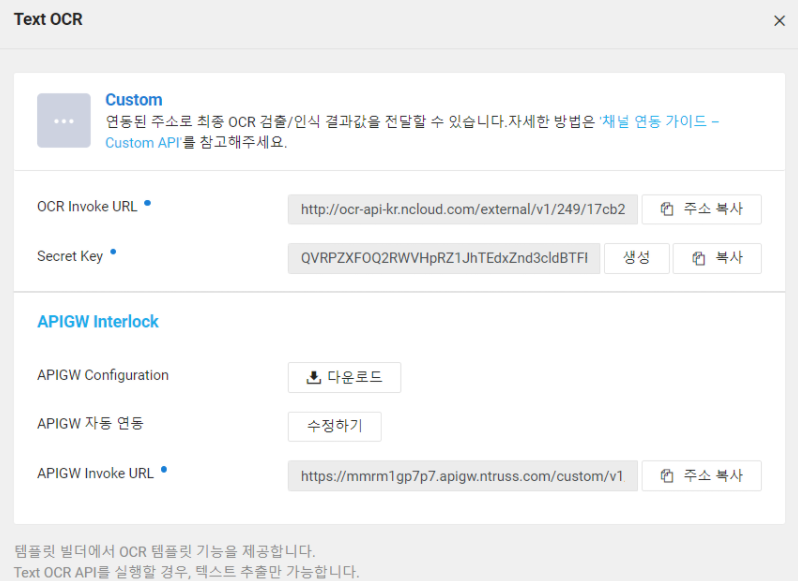 Text OCR
Custom
연동된 주소로 최종 OCR 검출/인식 결과값을 전달할 수 있습니다.자세한 방법은 '채널 연동 가이드 –
Custom API'를 참고해주세요.
OCR Invoke URL
http://ocr-api-kr.ncloud.com/external/v1/249/17cb2
주소 복사
Secret Key
QVRPZXFOQ2RWVHpRZ1JhTEdxZnd3cldBTFI
생성
복사
APIGW Interlock
APIGW Configuration
다운로드
APIGW 자동 연동
수정하기
APIGW Invoke URL
https://mmrm1gp7p7.apigw.ntruss.com/custom/v1
주소 복사
템플릿 빌더에서 OCR 템플릿 기능을 제공합니다.
Text OCR API를 실행할 경우, 텍스트 추출만 가능합니다.